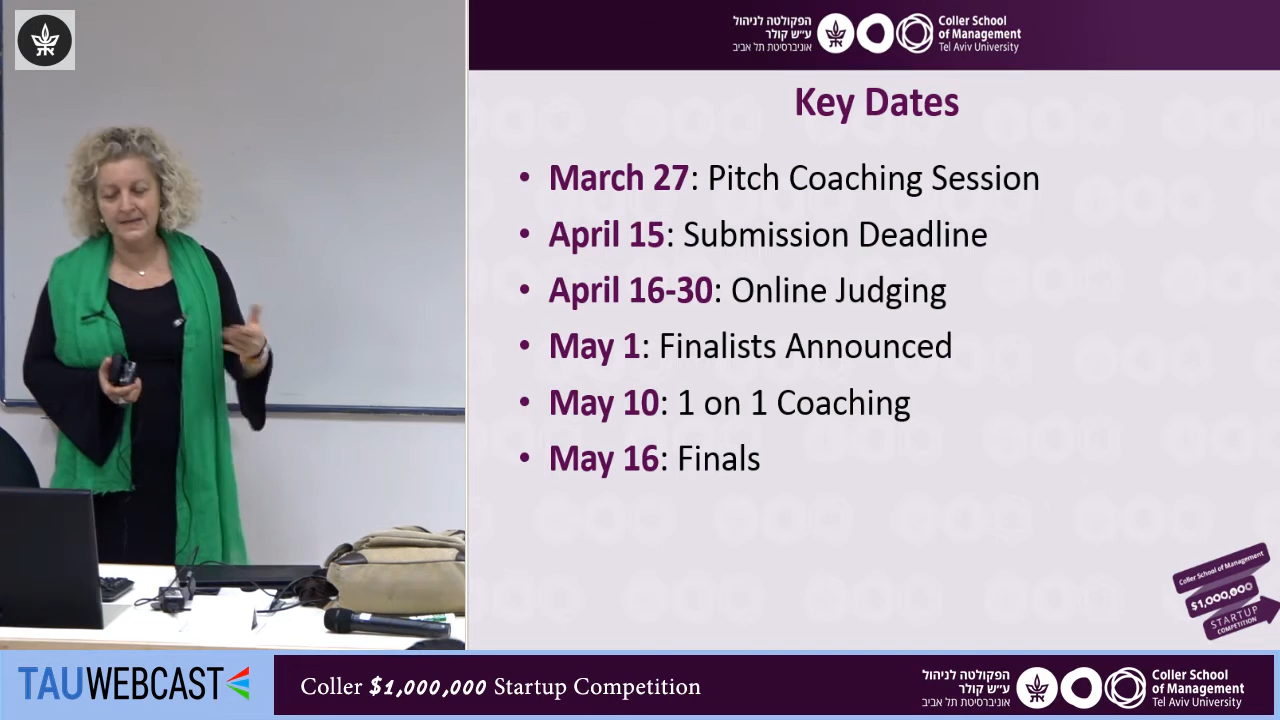 הפקולטה לניהול
ע״ש קולר
אוניברסיטת תל אביב
Coller School
of Management
Tel Aviv University
Key Dates
• March 27: Pitch Coaching Session
• April 15: Submission Deadline
• April 16-30: Online Judging
• May 1: Finalists Announced
• May 10: 1 on 1 Coaching
• May 16: Finals
Coller School of Management
$1,000,000
STARTUP
COMPETITION
TAUWEBCAST
Coller $1,000,000 Startup Competition
הפקולטה לניהול
ע״ש קולר
אוניברסיטת תל אביב
Coller School
of Management
Tel Aviv University